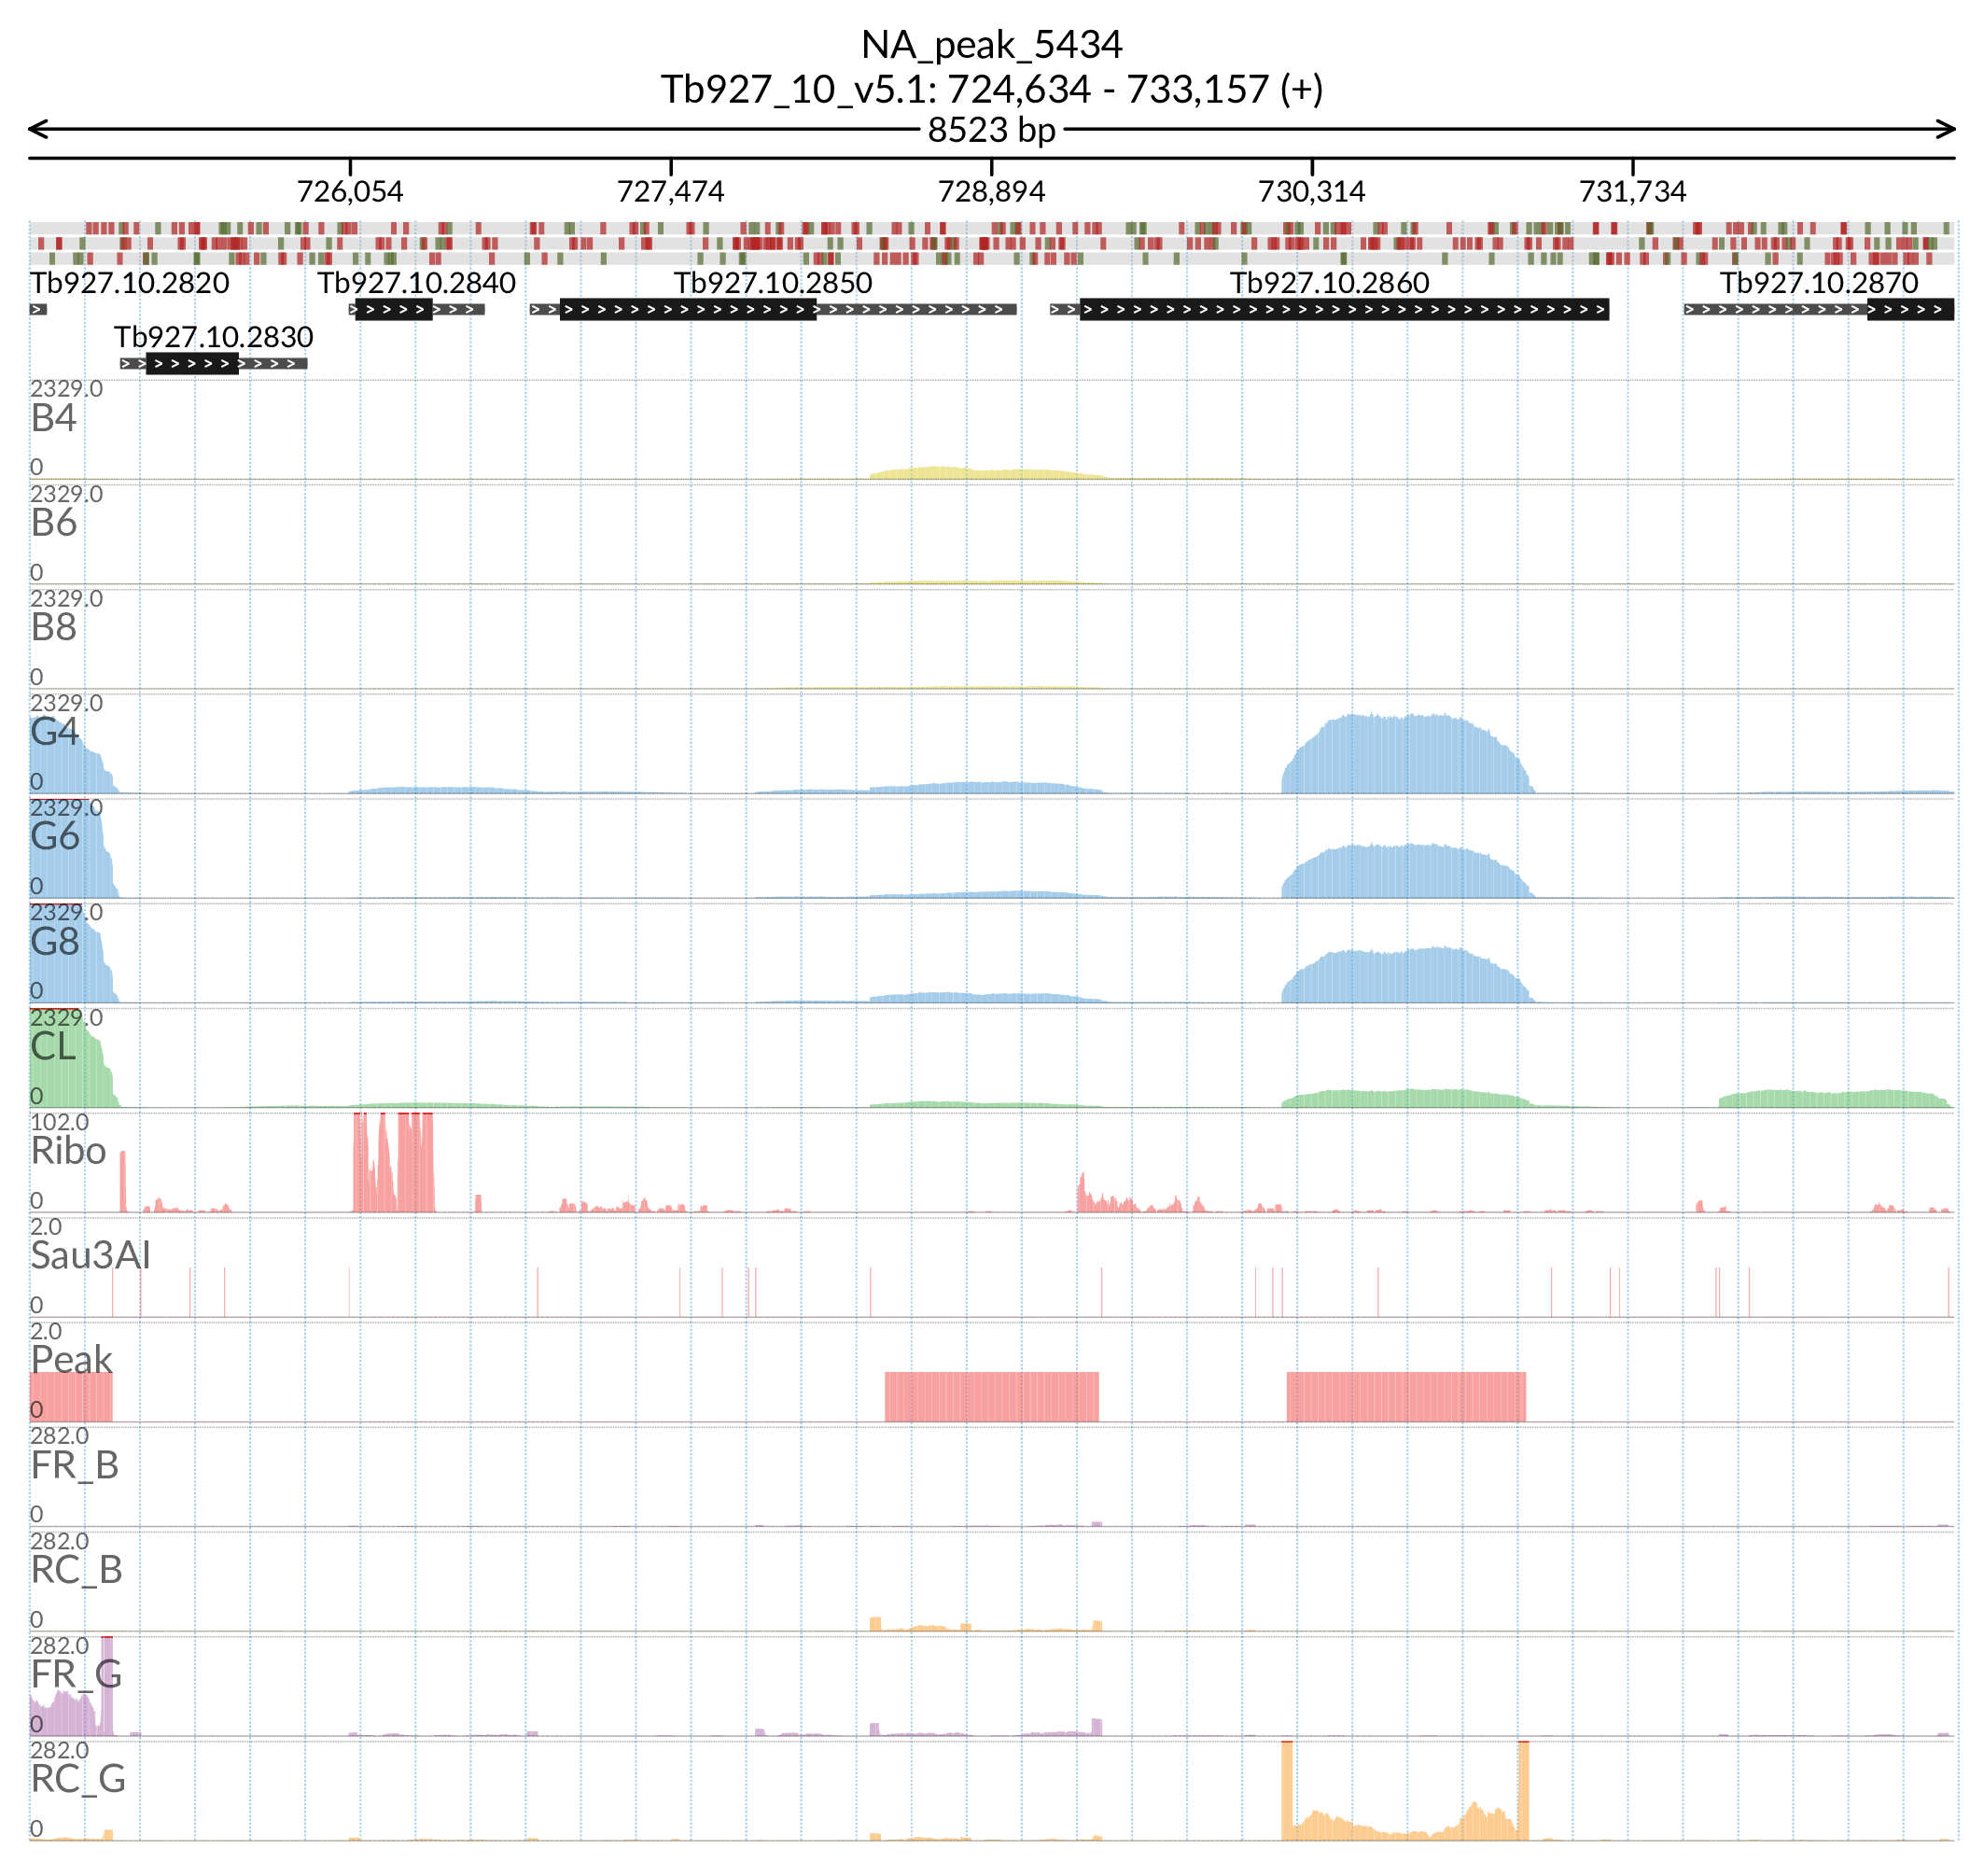 NA_peak_5434
Tb927_10_v5.1: 724,634 - 733,157 (+)
8523 bp
726,054 727,474 728,894 730,314 731,734
Tb927.10.2820 Tb927.10.2840 Tb927.10.2850 Tb927.10.2860 Tb927.10.2870
Tb927.10.2830
2329.0
B4
0
2329.0
B6
0
2329.0
B8
0
2329.0
G4
0
2329.0
G6
0
2329.0
G8
0
2329.0
CL
0
102.0
Ribo
0
2.0
Sau3AI
0
2.0
Peak
0
282.0
FR_B
0
282.0
RC_B
0
282.0
FR_G
0
282.0
RC_G
0